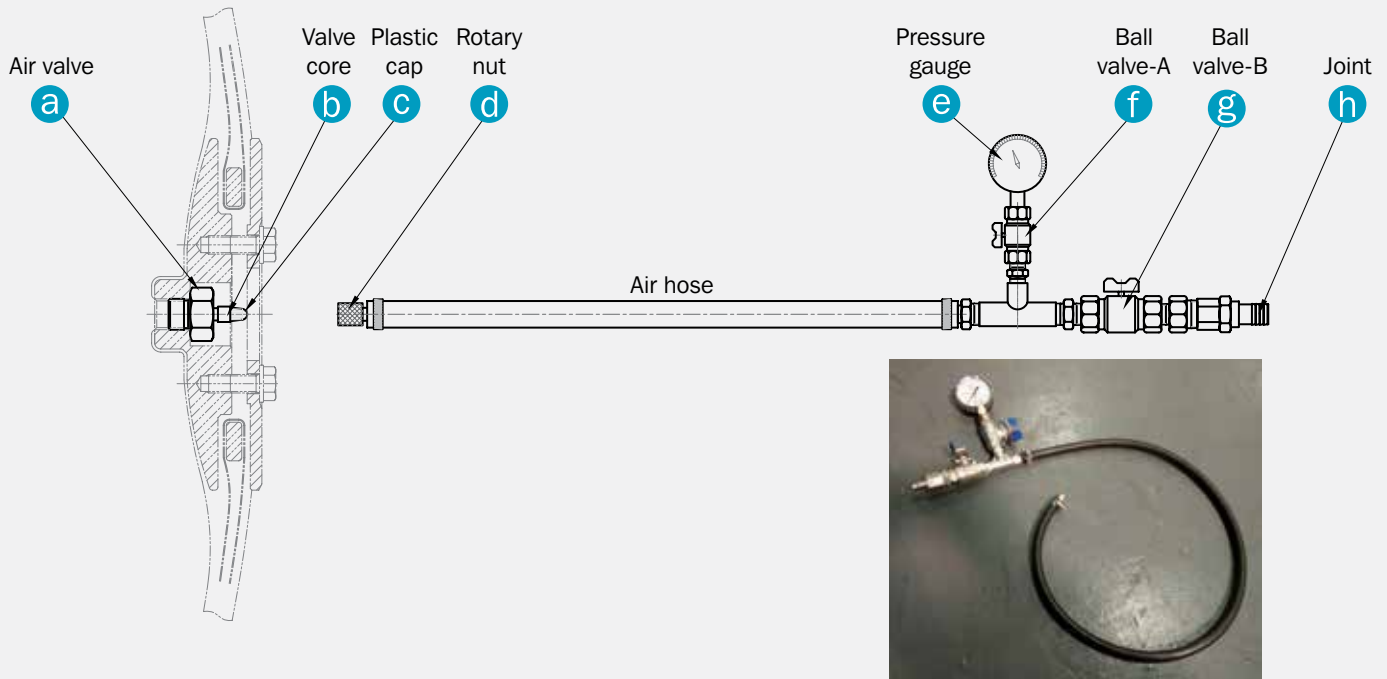 Air valve
a
Valve
core
b
Plastic
cap
c
Rotary
nut
d
Pressure
gauge
e
Ball
valve-A
f
Ball
valve-B
g
Joint
h
Air hose